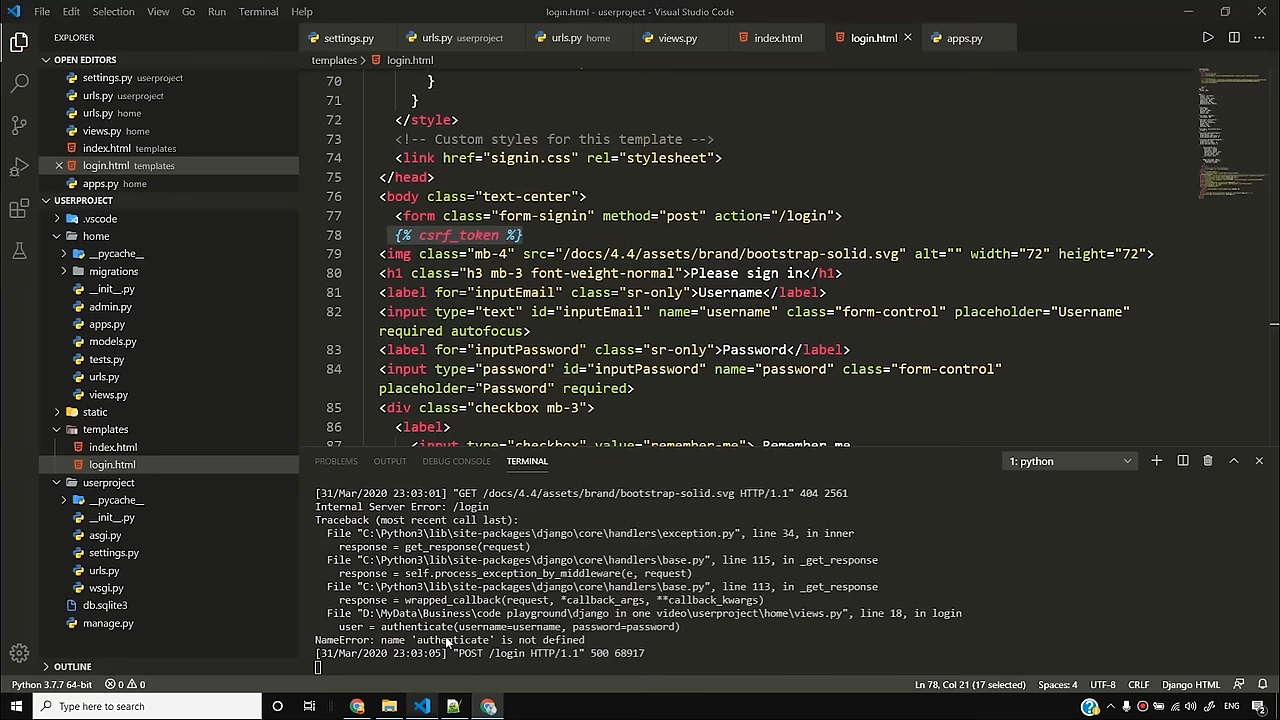 File Edit Selection View Go Run Terminal Help
login.html - userproject - Visual Studio Code
EXPLORER
OPEN EDITORS
settings.py userproject
urls.py userproject
urls.py home
views.py home
index.html templates
login.html templates
apps.py home
USERPROJECT
.vscode
home
__pycache__
migrations
__init__.py
admin.py
apps.py
models.py
tests.py
urls.py
views.py
static
templates
index.html
login.html
userproject
__pycache__
__init__.py
asgi.py
settings.py
urls.py
wsgi.py
db.sqlite3
manage.py
OUTLINE
settings.py urls.py userproject urls.py home views.py index.html login.html apps.py
templates > login.html
70 }
71 }
72 </style>
73 <!-- Custom styles for this template -->
74 <link href="signin.css" rel="stylesheet">
75 </head>
76 <body class="text-center">
77 <form class="form-signin" method="post" action="/login">
78 {% csrf_token %}
79 <img class="mb-4" src="/docs/4.4/assets/brand/bootstrap-solid.svg" alt="" width="72" height="72">
80 <h1 class="h3 mb-3 font-weight-normal">Please sign in</h1>
81 <label for="inputEmail" class="sr-only">Username</label>
82 <input type="text" id="inputEmail" name="username" class="form-control" placeholder="Username"
required autofocus>
83 <label for="inputPassword" class="sr-only">Password</label>
84 <input type="password" id="inputPassword" name="password" class="form-control"
placeholder="Password" required>
85 <div class="checkbox mb-3">
86 <label>
87 <input type="checkbox" value="remember-me"> Remember me
PROBLEMS OUTPUT DEBUG CONSOLE TERMINAL
1: python
[31/Mar/2020 23:03:01] "GET /docs/4.4/assets/brand/bootstrap-solid.svg HTTP/1.1" 404 2561
Internal Server Error: /login
Traceback (most recent call last):
File "C:\Python3\lib\site-packages\django\core\handlers\exception.py", line 34, in inner
response = get_response(request)
File "C:\Python3\lib\site-packages\django\core\handlers\base.py", line 115, in _get_response
response = self.process_exception_by_middleware(e, request)
File "C:\Python3\lib\site-packages\django\core\handlers\base.py", line 113, in _get_response
response = wrapped_callback(request, *callback_args, **callback_kwargs)
File "D:\MyData\Business\code playground\django in one video\userproject\home\views.py", line 18, in login
user = authenticate(username=username, password=password)
NameError: name 'authenticate' is not defined
[31/Mar/2020 23:03:05] "POST /login HTTP/1.1" 500 68917
Python 3.7.7 64-bit 0 0 Ln 78, Col 21 (17 selected) Spaces: 4 UTF-8 CRLF Django HTML
Type here to search
ENG